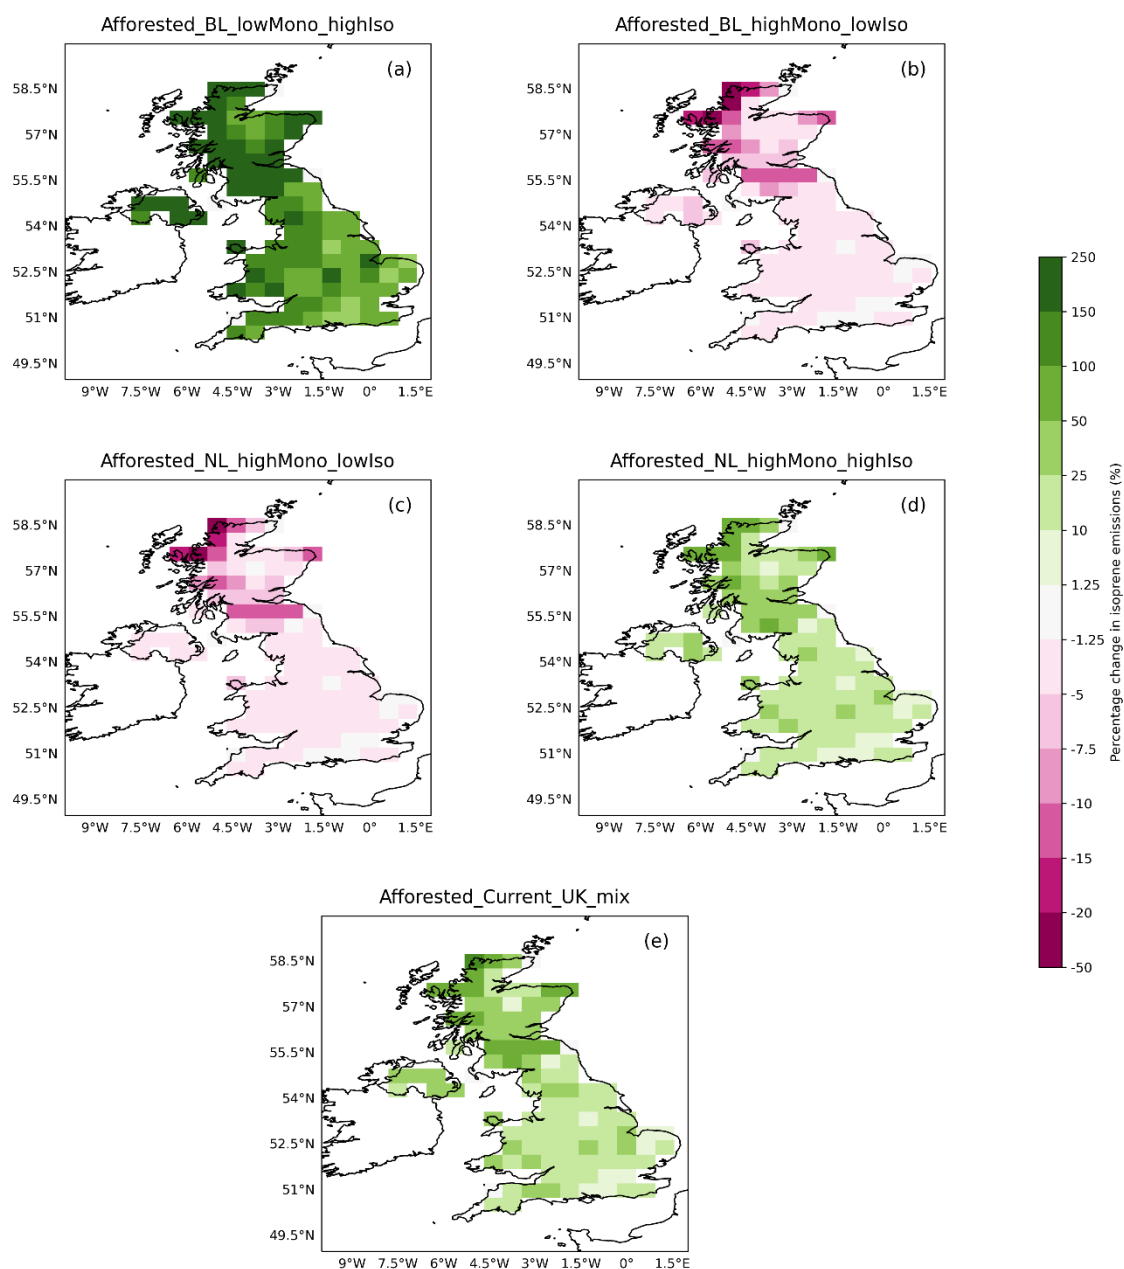 Afforested_BL_lowMono_highIso
Afforested_BL_highMono_lowIso
(a)
(b)
58.5°N
57°N
55.5°N
54°N
52.5°N
51°N
49.5°N
9°W 7.5°W 6°W 4.5°W 3°W 1.5°W 0° 1.5°E
58.5°N
57°N
55.5°N
54°N
52.5°N
51°N
49.5°N
9°W 7.5°W 6°W 4.5°W 3°W 1.5°W 0° 1.5°E
Afforested_NL_highMono_lowIso
Afforested_NL_highMono_highIso
(c)
(d)
58.5°N
57°N
55.5°N
54°N
52.5°N
51°N
49.5°N
9°W 7.5°W 6°W 4.5°W 3°W 1.5°W 0° 1.5°E
58.5°N
57°N
55.5°N
54°N
52.5°N
51°N
49.5°N
9°W 7.5°W 6°W 4.5°W 3°W 1.5°W 0° 1.5°E
Afforested_Current_UK_mix
(e)
58.5°N
57°N
55.5°N
54°N
52.5°N
51°N
49.5°N
9°W 7.5°W 6°W 4.5°W 3°W 1.5°W 0° 1.5°E
250
150
100
50
25
10
1.25
-1.25
-5
-7.5
-10
-15
-20
-50
Percentage change in isoprene emissions (%)